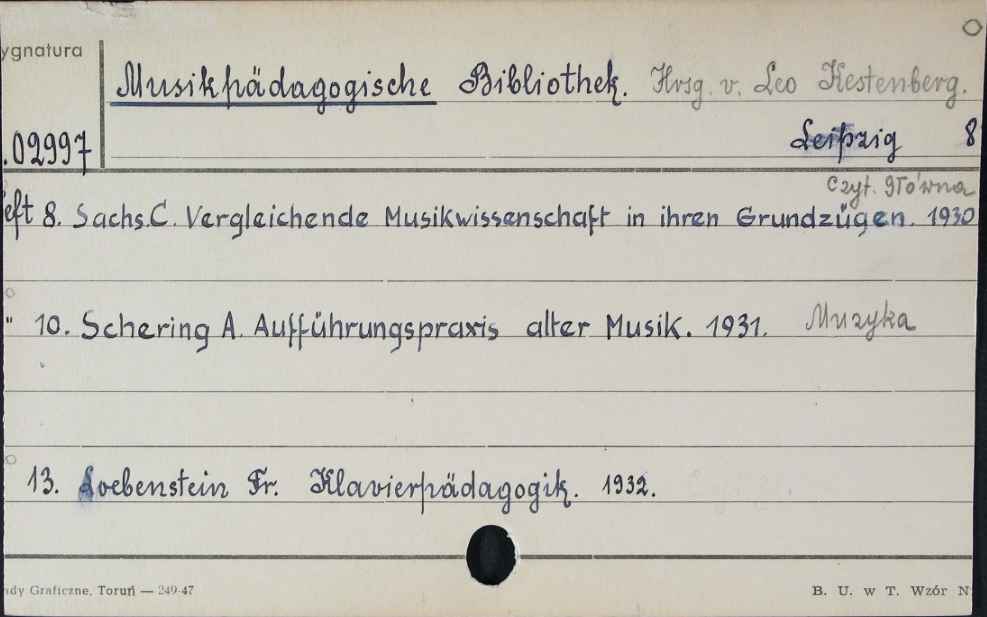 ygnatura
Musikpädagogische Bibliothek. Hrsg. v. Leo Kestenberg.
.02997 Leipzig 8
Czyt. główna
eft 8. Sachs.C. Vergleichende Musikwissenschaft in ihren Grundzügen. 1930
" 10. Schering A. Aufführungspraxis alter Musik. 1931. Muzyka
13. Loebenstein Fr. Klavierpädagogik. 1932.
ady Graficzne, Toruń — 249-47 B. U. w T. Wzór N